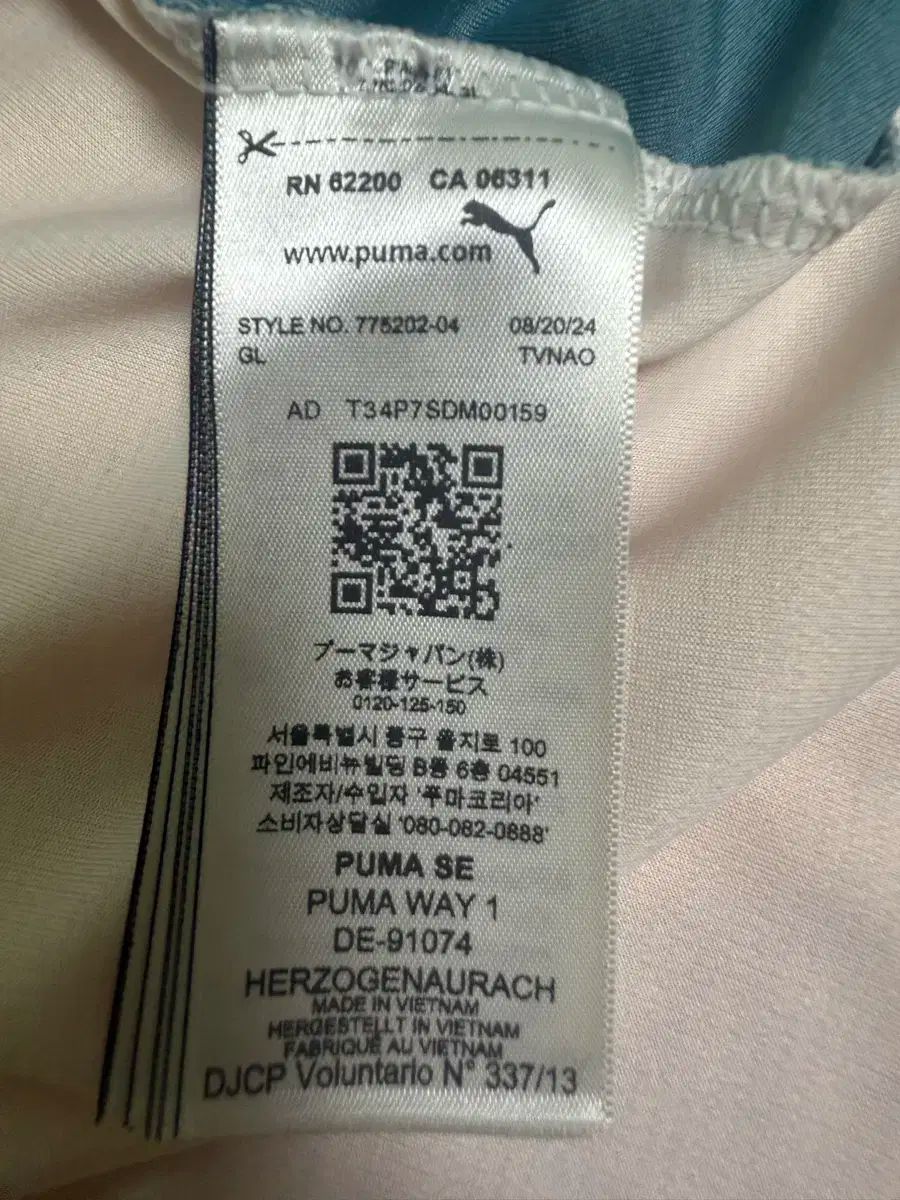 RN 62200 CA 06311
www.puma.com
STYLE NO. 775202-04 08/20/24
GL TVNAO
AD T34P7SDM00159
プーマジャパン(株)
お客様サービス
0120-125-150
서울특별시 중구 을지로 100
파인에비뉴빌딩 B동 6층 04551
제조자/수입자 '푸마코리아'
소비자상담실 '080-082-0888'
PUMA SE
PUMA WAY 1
DE-91074
HERZOGENAURACH
MADE IN VIETNAM
HERGESTELLT IN VIETNAM
FABRIQUÉ AU VIETNAM
DJCP Voluntario N° 337/13